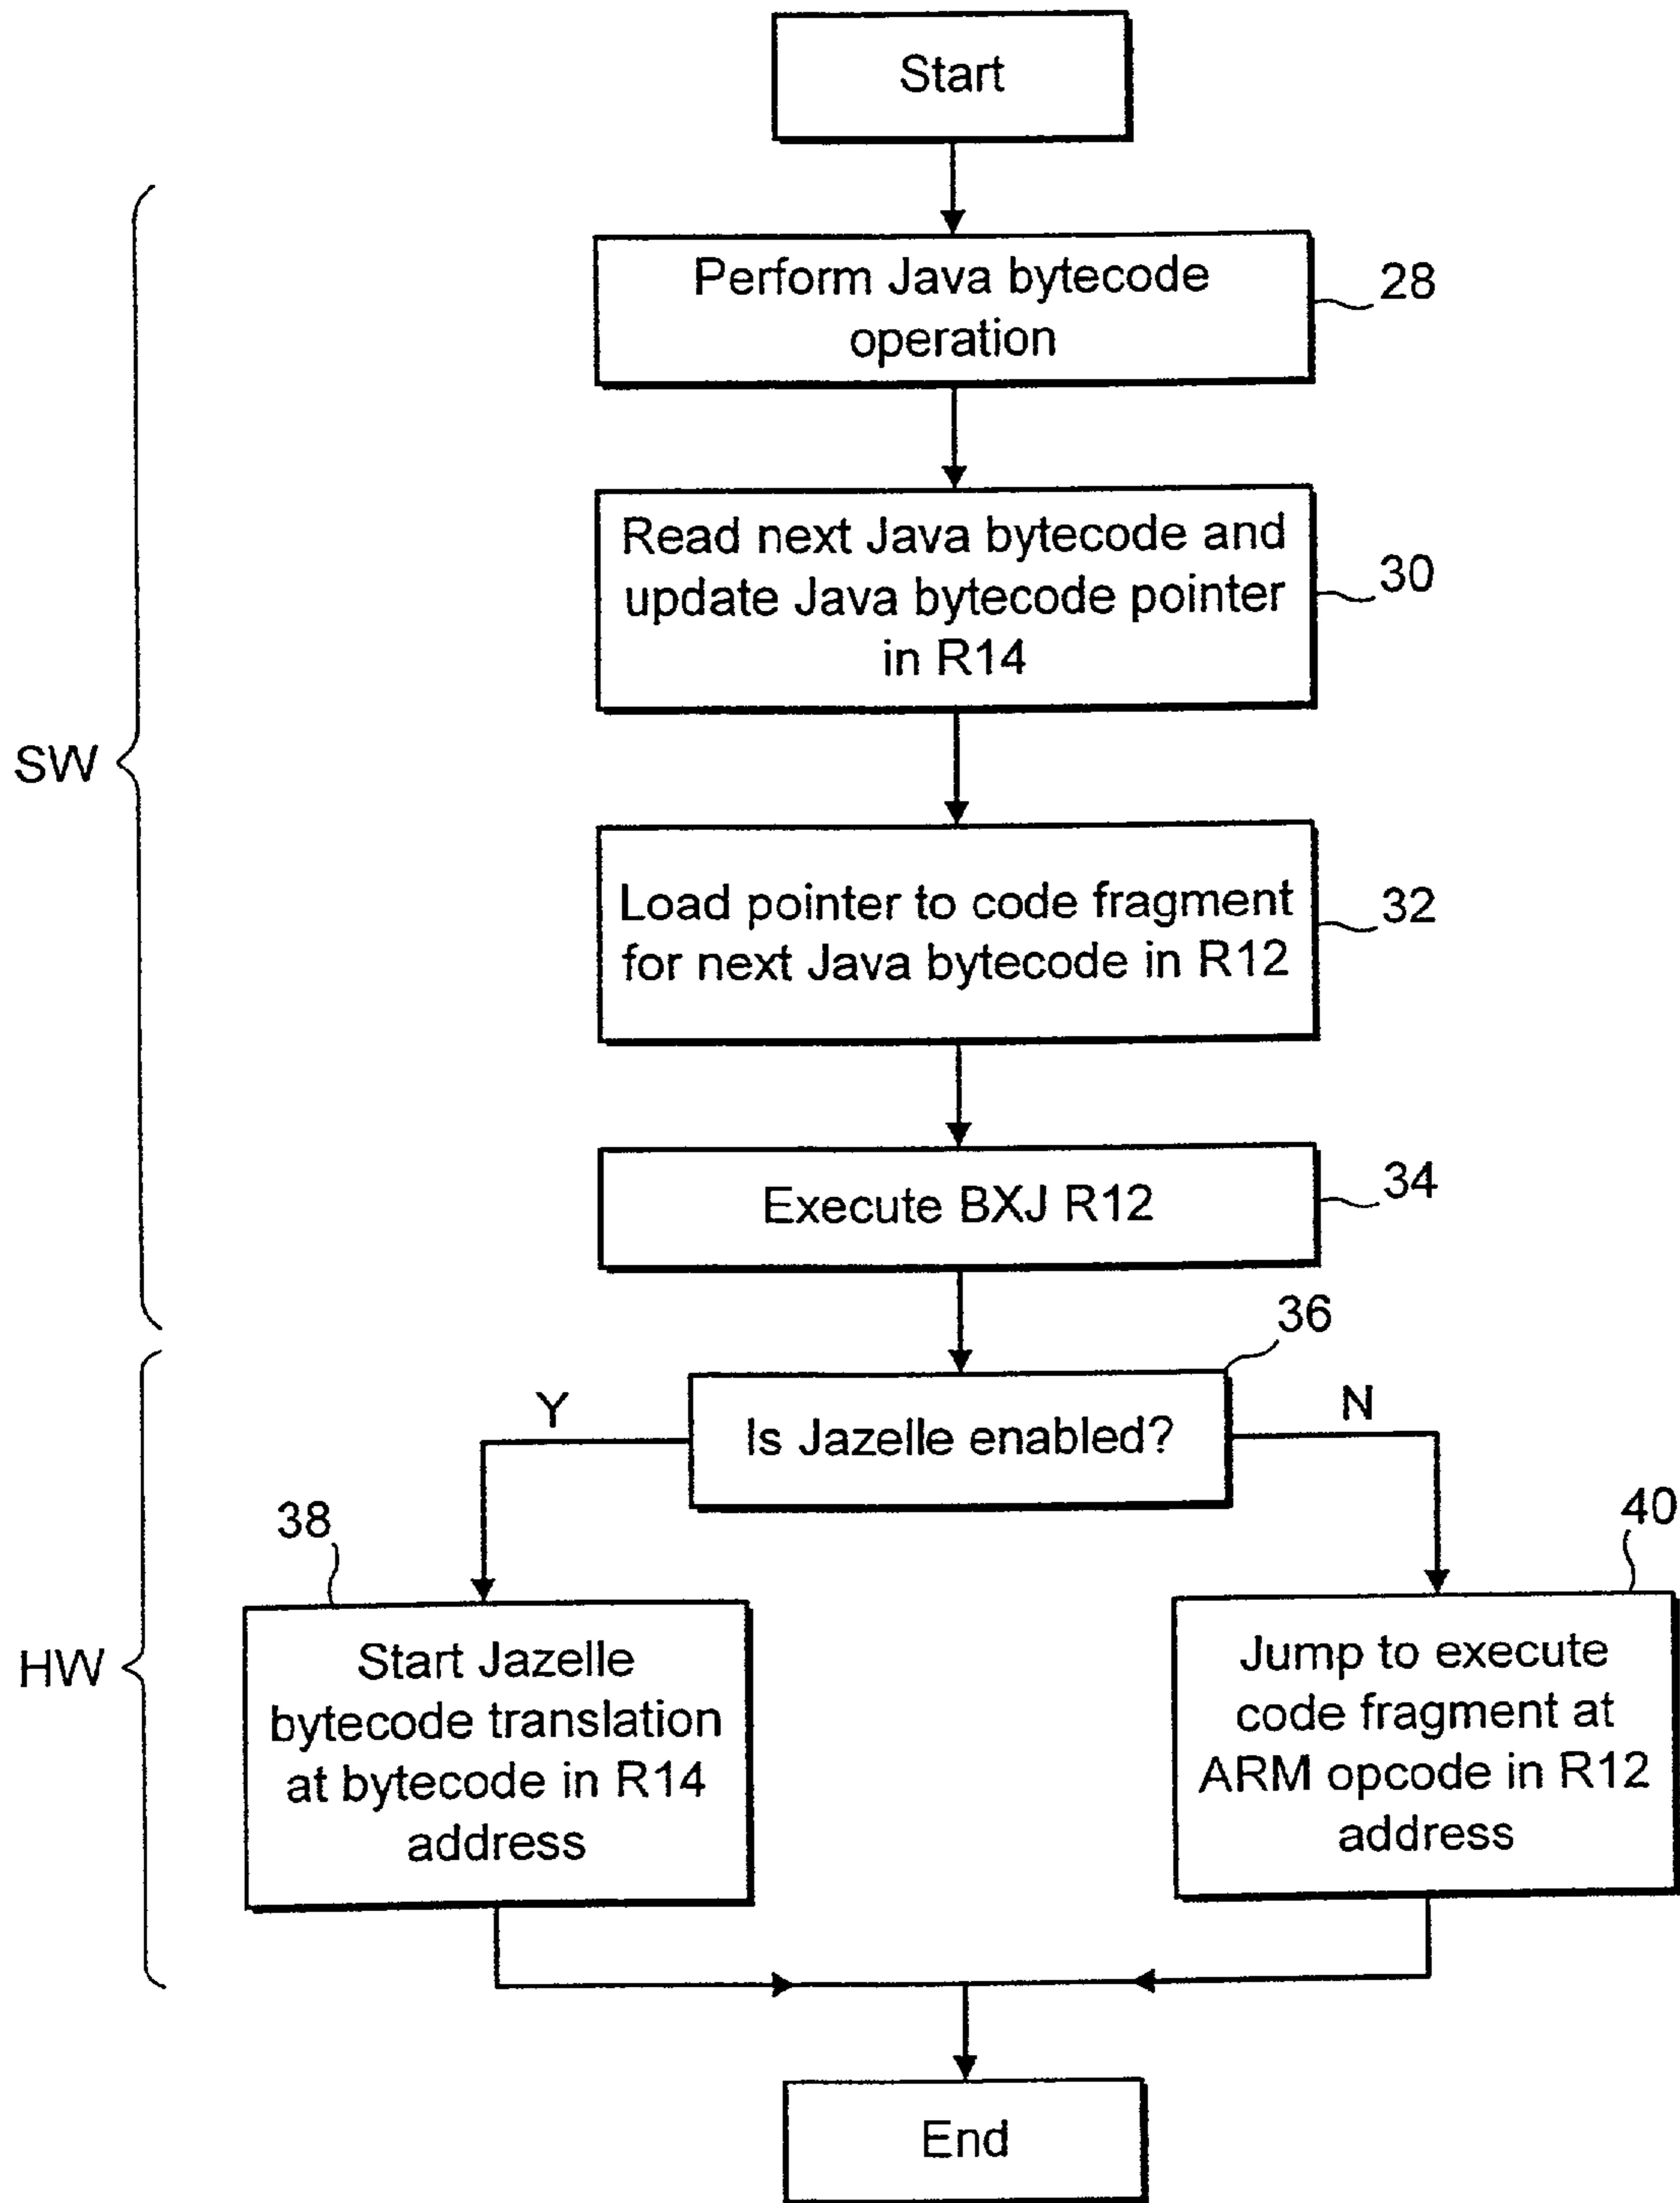 Start
Perform Java bytecode
operation
28
Read next Java bytecode and
update Java bytecode pointer
in R14
30
SW
Load pointer to code fragment
for next Java bytecode in R12
32
Execute BXJ R12
34
36
Is Jazelle enabled?
Y
N
HW
38
Start Jazelle
bytecode translation
at bytecode in R14
address
40
Jump to execute
code fragment at
ARM opcode in R12
address
End